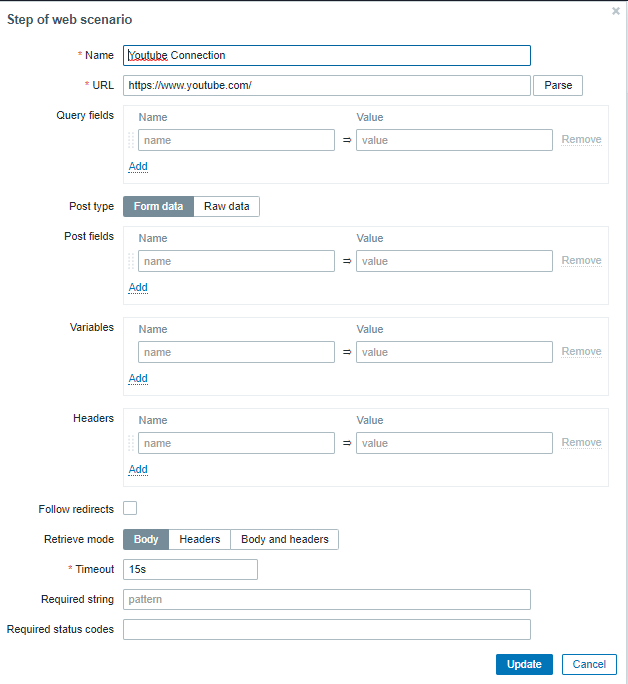 Step of web scenario
* Name Youtube Connection
* URL https://www.youtube.com/ Parse
Query fields Name Value
name ⇒ value Remove
Add
Post type Form data Raw data
Post fields Name Value
name ⇒ value Remove
Add
Variables Name Value
name ⇒ value Remove
Add
Headers Name Value
name ⇒ value Remove
Add
Follow redirects
Retrieve mode Body Headers Body and headers
* Timeout 15s
Required string pattern
Required status codes
Update Cancel